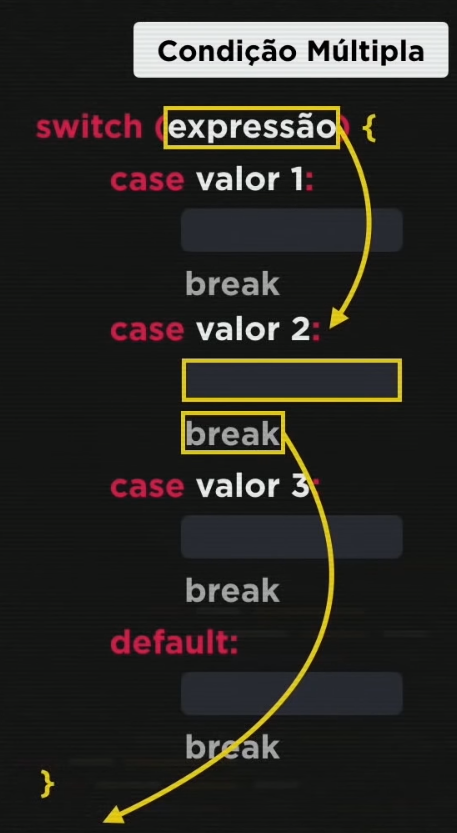 Condição Múltipla
switch (expressão) {
case valor 1:
break
case valor 2:
break
case valor 3:
break
default:
break
}